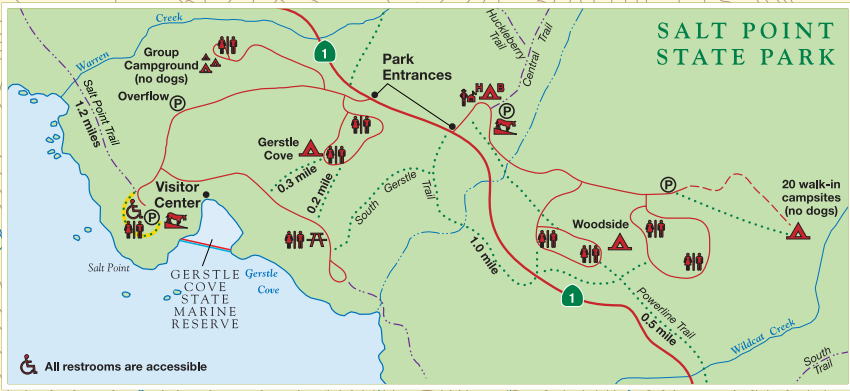 SALT POINT
STATE PARK
Creek
Warren
Group
Campground
(no dogs)
Overflow
P
Salt Point Trail
1.2 miles
1
Park
Entrances
Huckleberry
Trail
Central Trail
H
B
P
Gerstle
Cove
0.3 mile
0.2 mile
South Gerstle
Trail
Visitor
Center
P
Salt Point
GERSTLE
COVE
STATE
MARINE
RESERVE
Gerstle
Cove
1.0 mile
P
Woodside
20 walk-in
campsites
(no dogs)
1
Powerline Trail
0.5 mile
Wildcat Creek
South
Trail
All restrooms are accessible